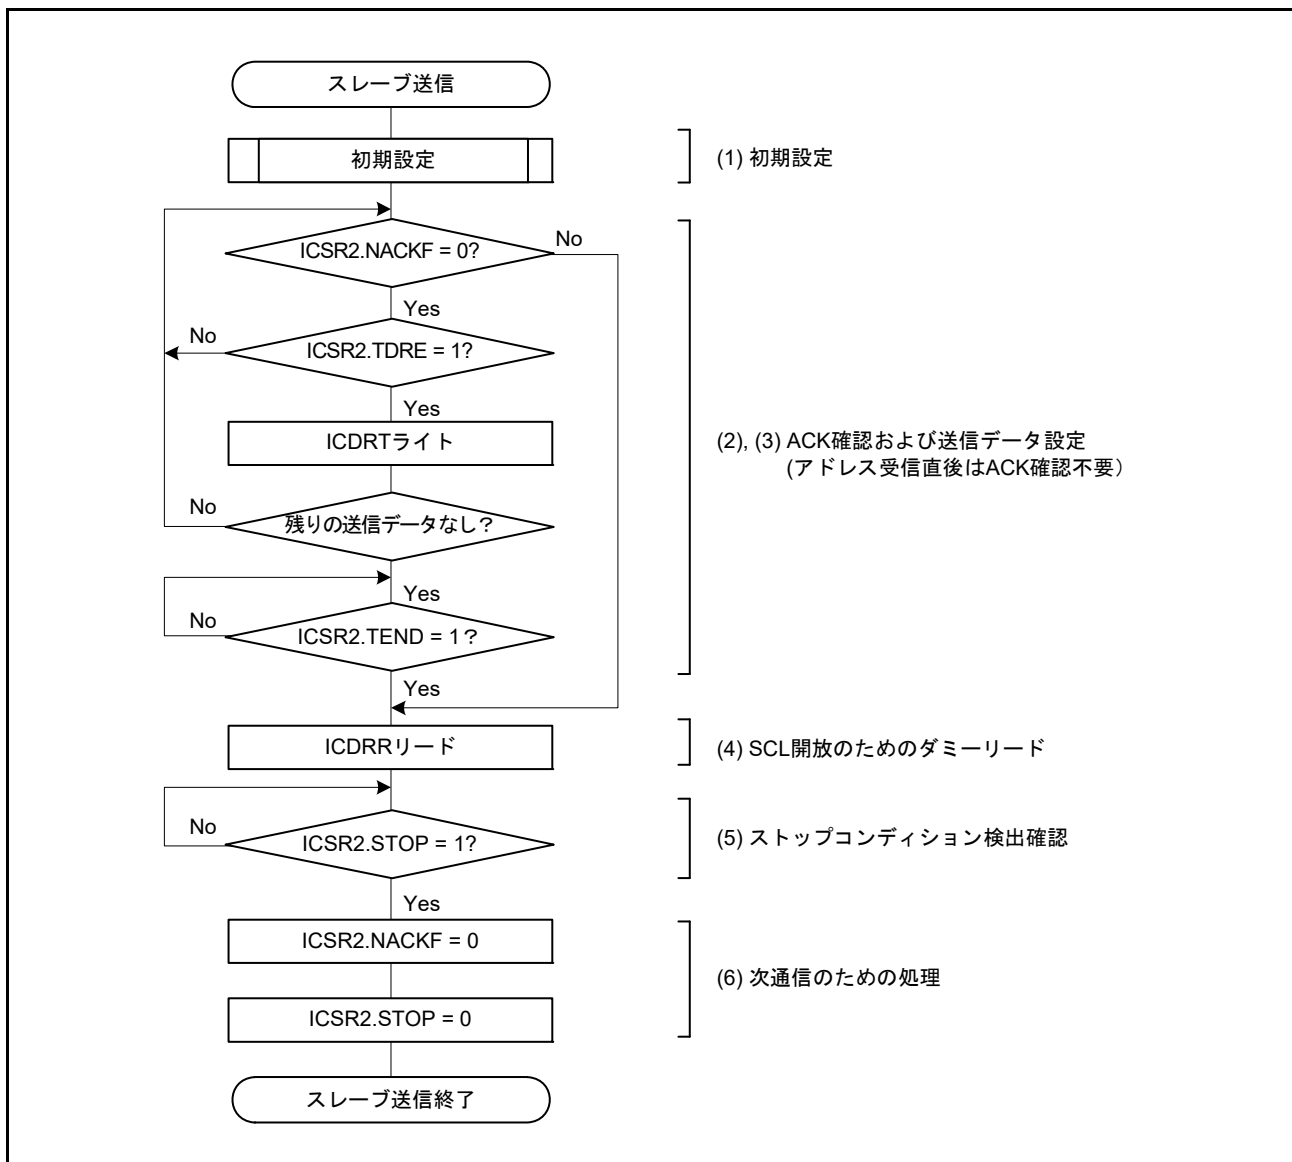 スレーブ送信
初期設定
(1) 初期設定
ICSR2.NACKF = 0?
No
Yes
No
ICSR2.TDRE = 1?
Yes
ICDRTライト
(2), (3) ACK確認および送信データ設定
(アドレス受信直後はACK確認不要)
No
残りの送信データなし?
Yes
No
ICSR2.TEND = 1?
Yes
ICDRRリード
(4) SCL開放のためのダミーリード
No
ICSR2.STOP = 1?
(5) ストップコンディション検出確認
Yes
ICSR2.NACKF = 0
(6) 次通信のための処理
ICSR2.STOP = 0
スレーブ送信終了